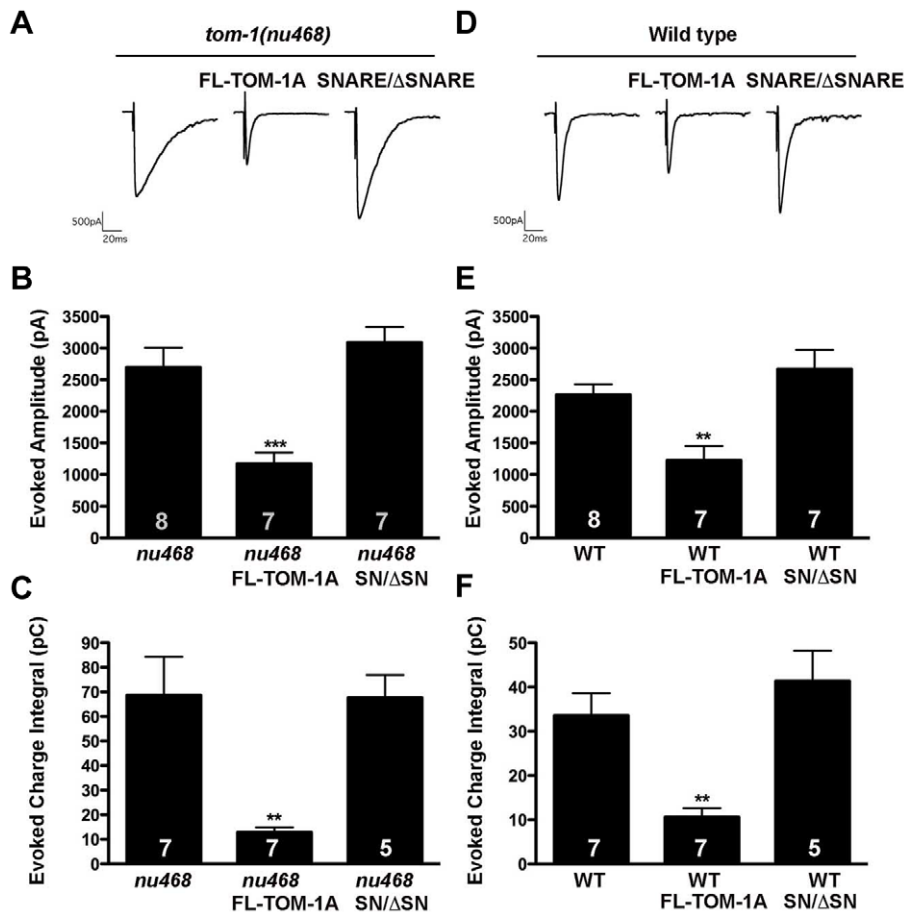 A
tom-1(nu468)
FL-TOM-1A SNARE/ΔSNARE
500pA
20ms
D
Wild type
FL-TOM-1A SNARE/ΔSNARE
500pA
20ms
B
Evoked Amplitude (pA)
3500
3000
2500
2000
1500
1000
500
0
***
8 7 7
nu468 nu468 nu468
FL-TOM-1A SN/ΔSN
E
Evoked Amplitude (pA)
3500
3000
2500
2000
1500
1000
500
0
**
8 7 7
WT WT WT
FL-TOM-1A SN/ΔSN
C
Evoked Charge Integral (pC)
90
80
70
60
50
40
30
20
10
0
**
7 7 5
nu468 nu468 nu468
FL-TOM-1A SN/ΔSN
F
Evoked Charge Integral (pC)
50
40
30
20
10
0
**
7 7 5
WT WT WT
FL-TOM-1A SN/ΔSN